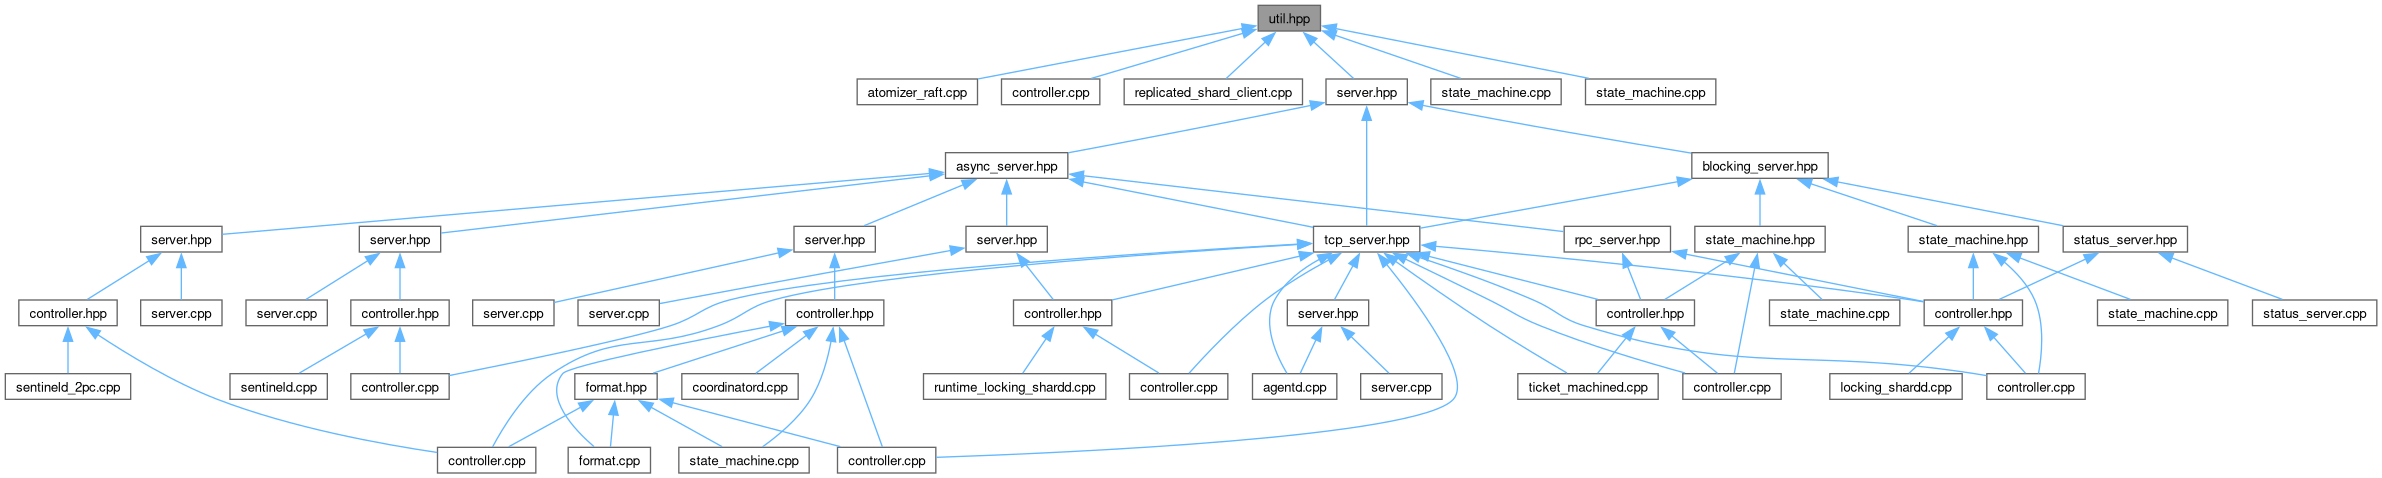 util.hpp
atomizer_raft.cpp
controller.cpp
replicated_shard_client.cpp
server.hpp
state_machine.cpp
state_machine.cpp
async_server.hpp
blocking_server.hpp
server.hpp
server.hpp
server.hpp
server.hpp
tcp_server.hpp
rpc_server.hpp
state_machine.hpp
state_machine.hpp
status_server.hpp
controller.hpp
server.cpp
server.cpp
controller.hpp
server.cpp
server.cpp
controller.hpp
controller.hpp
server.hpp
controller.hpp
state_machine.cpp
controller.hpp
state_machine.cpp
status_server.cpp
sentineld_2pc.cpp
sentineld.cpp
controller.cpp
format.hpp
coordinatord.cpp
runtime_locking_shardd.cpp
controller.cpp
agentd.cpp
server.cpp
ticket_machined.cpp
controller.cpp
locking_shardd.cpp
controller.cpp
controller.cpp
format.cpp
state_machine.cpp
controller.cpp